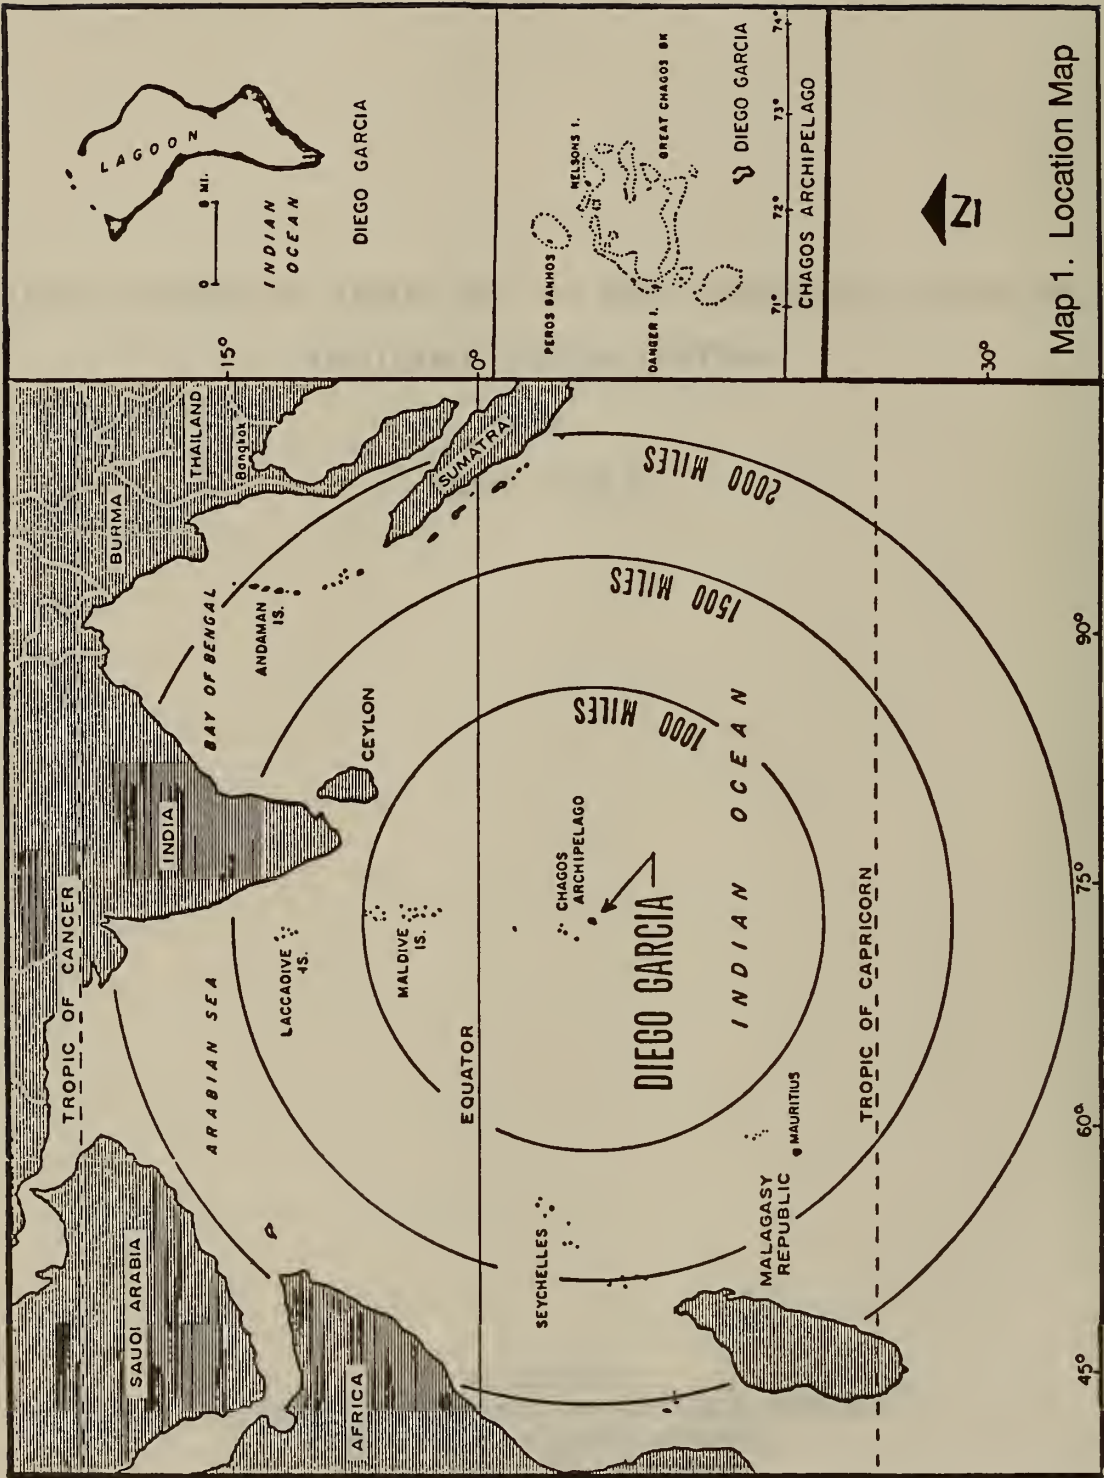 TROPIC OF CANCER
SAUDI ARABIA
ARABIAN SEA
INDIA
BURMA
THAILAND
Bangkok
BAY OF BENGAL
ANDAMAN
IS.
LACCADIVE
IS.
CEYLON
MALDIVE
IS.
AFRICA
SUMATRA
EQUATOR
SEYCHELLES
CHAGOS
ARCHIPELAGO
DIEGO GARCIA
1000 MILES
1500 MILES
2000 MILES
INDIAN OCEAN
MALAGASY
REPUBLIC
MAURITIUS
TROPIC OF CAPRICORN
45°
60°
75°
90°
15°
0°
30°
LAGOON
0 8 MI.
INDIAN
OCEAN
DIEGO GARCIA
PEROS BANHOS
NELSONS I.
DANGER I.
GREAT CHAGOS BK
DIEGO GARCIA
71° 72° 73° 74°
CHAGOS ARCHIPELAGO
N
Map 1. Location Map